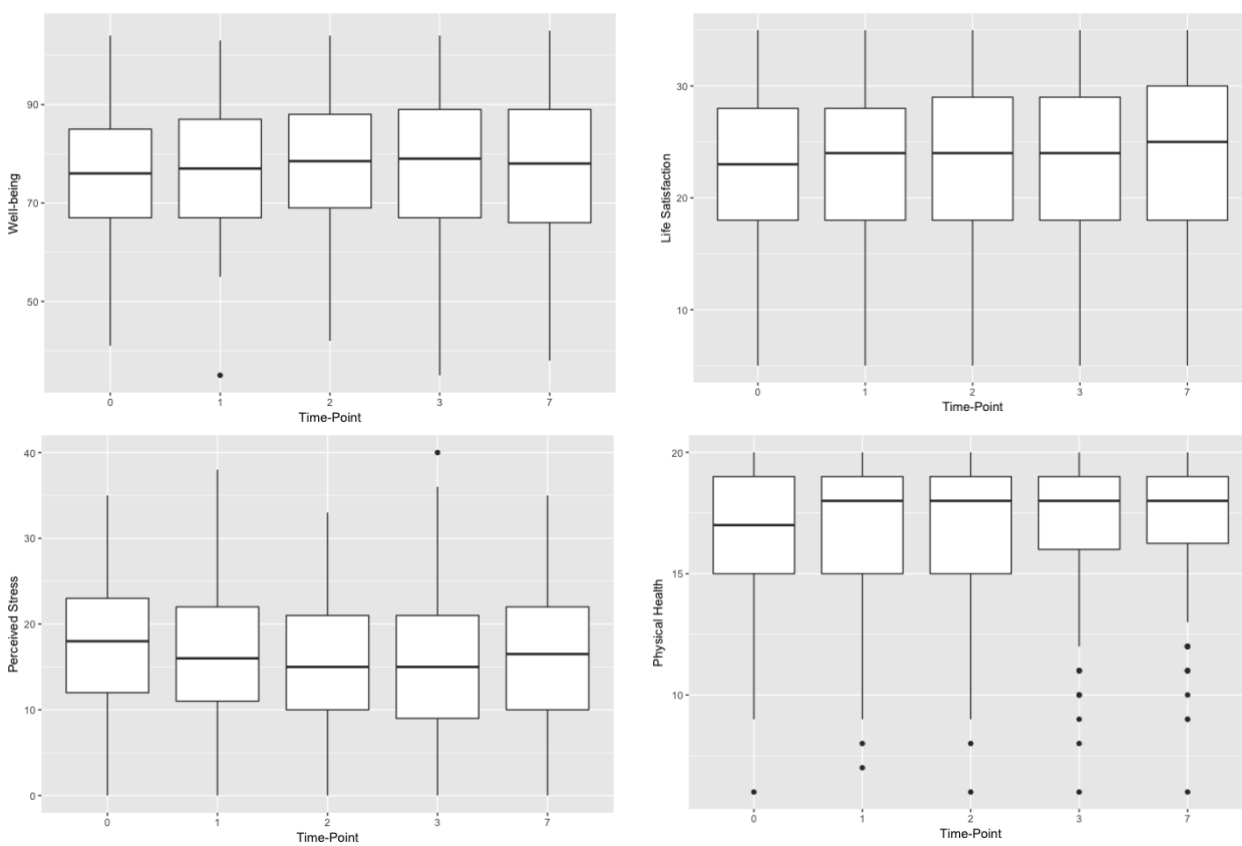 Well-being
90
70
50
0 1 2 3 7
Time-Point
Life Satisfaction
30
20
10
0 1 2 3 7
Time-Point
Perceived Stress
40
30
20
10
0
0 1 2 3 7
Time-Point
Physical Health
20
15
10
0 1 2 3 7
Time-Point